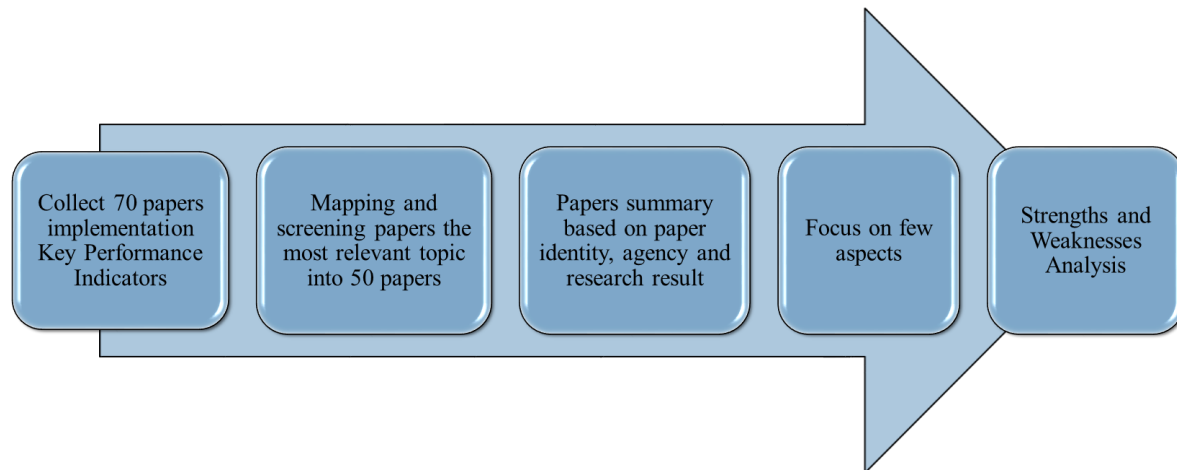 Collect 70 papers
implementation
Key Performance
Indicators
Mapping and
screening papers the
most relevant topic
into 50 papers
Papers summary
based on paper
identity, agency and
research result
Focus on few
aspects
Strengths and
Weaknesses
Analysis